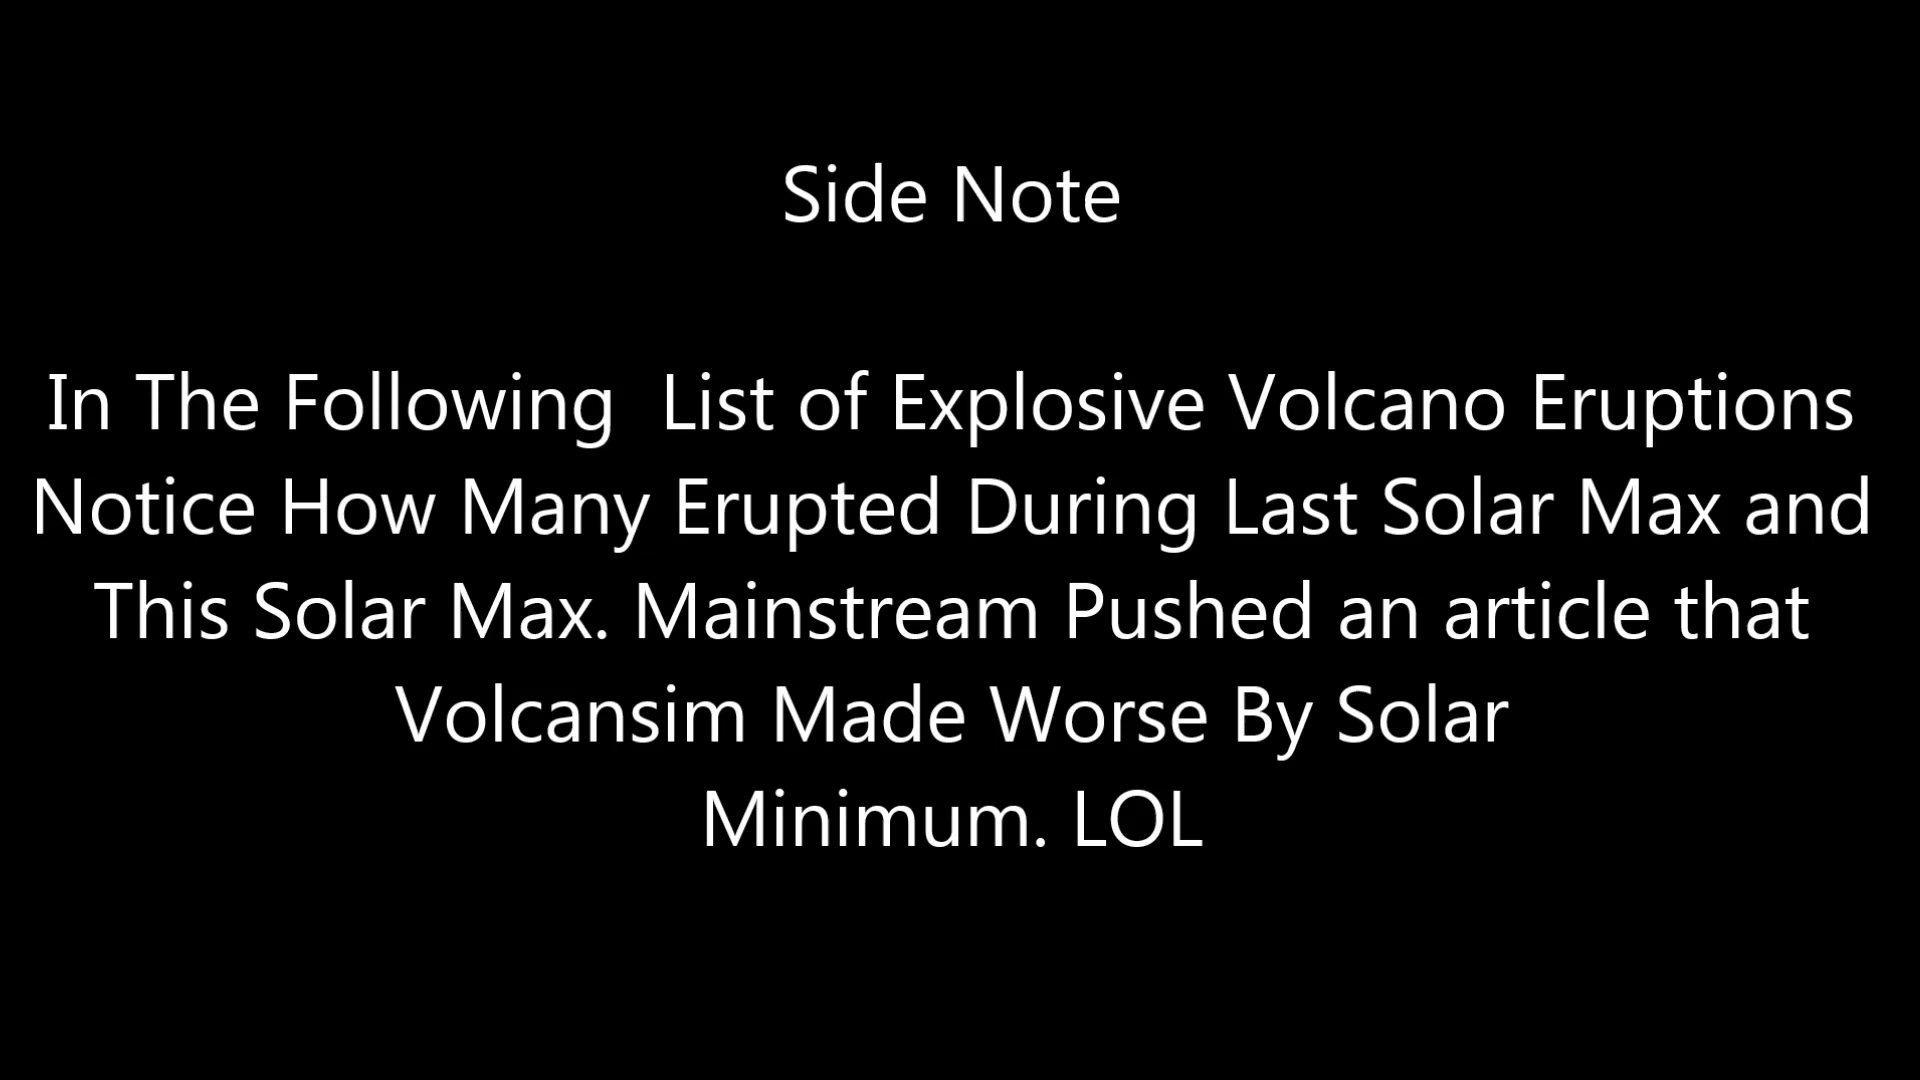 Side Note
In The Following  List of Explosive Volcano Eruptions
Notice How Many Erupted During Last Solar Max and
This Solar Max. Mainstream Pushed an article that
Volcansim Made Worse By Solar
Minimum. LOL